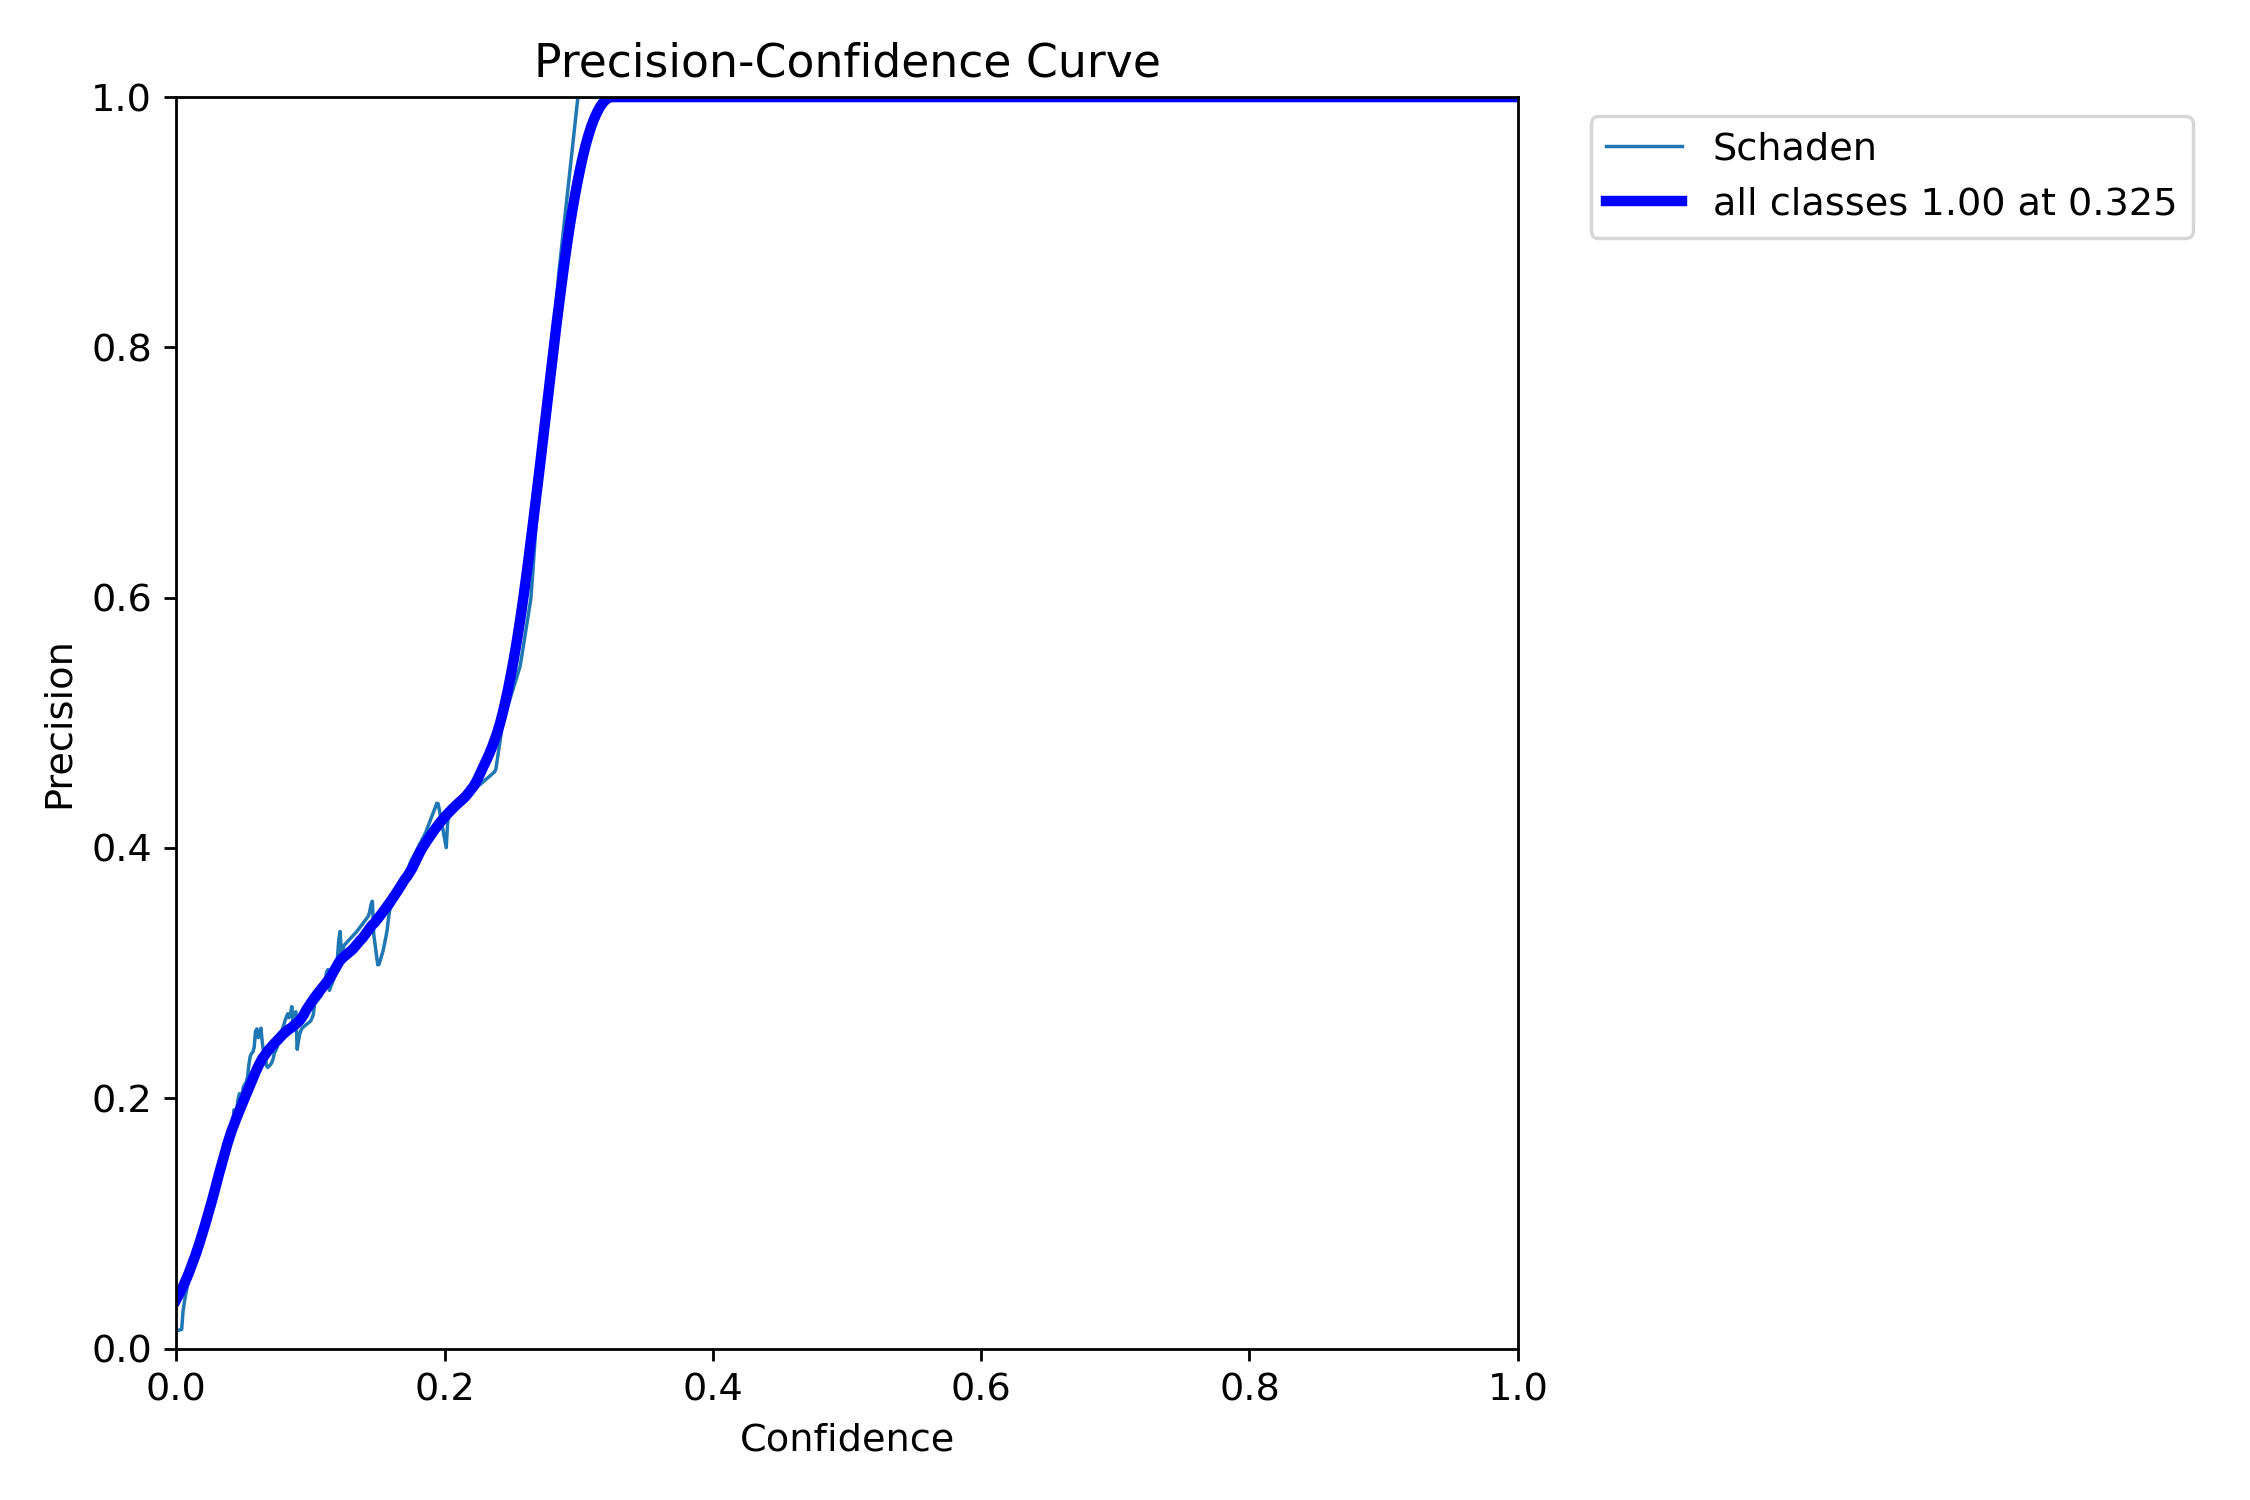 Precision-Confidence Curve
Schaden
all classes 1.00 at 0.325
Precision
1.0
0.8
0.6
0.4
0.2
0.0
0.0 0.2 0.4 0.6 0.8 1.0
Confidence